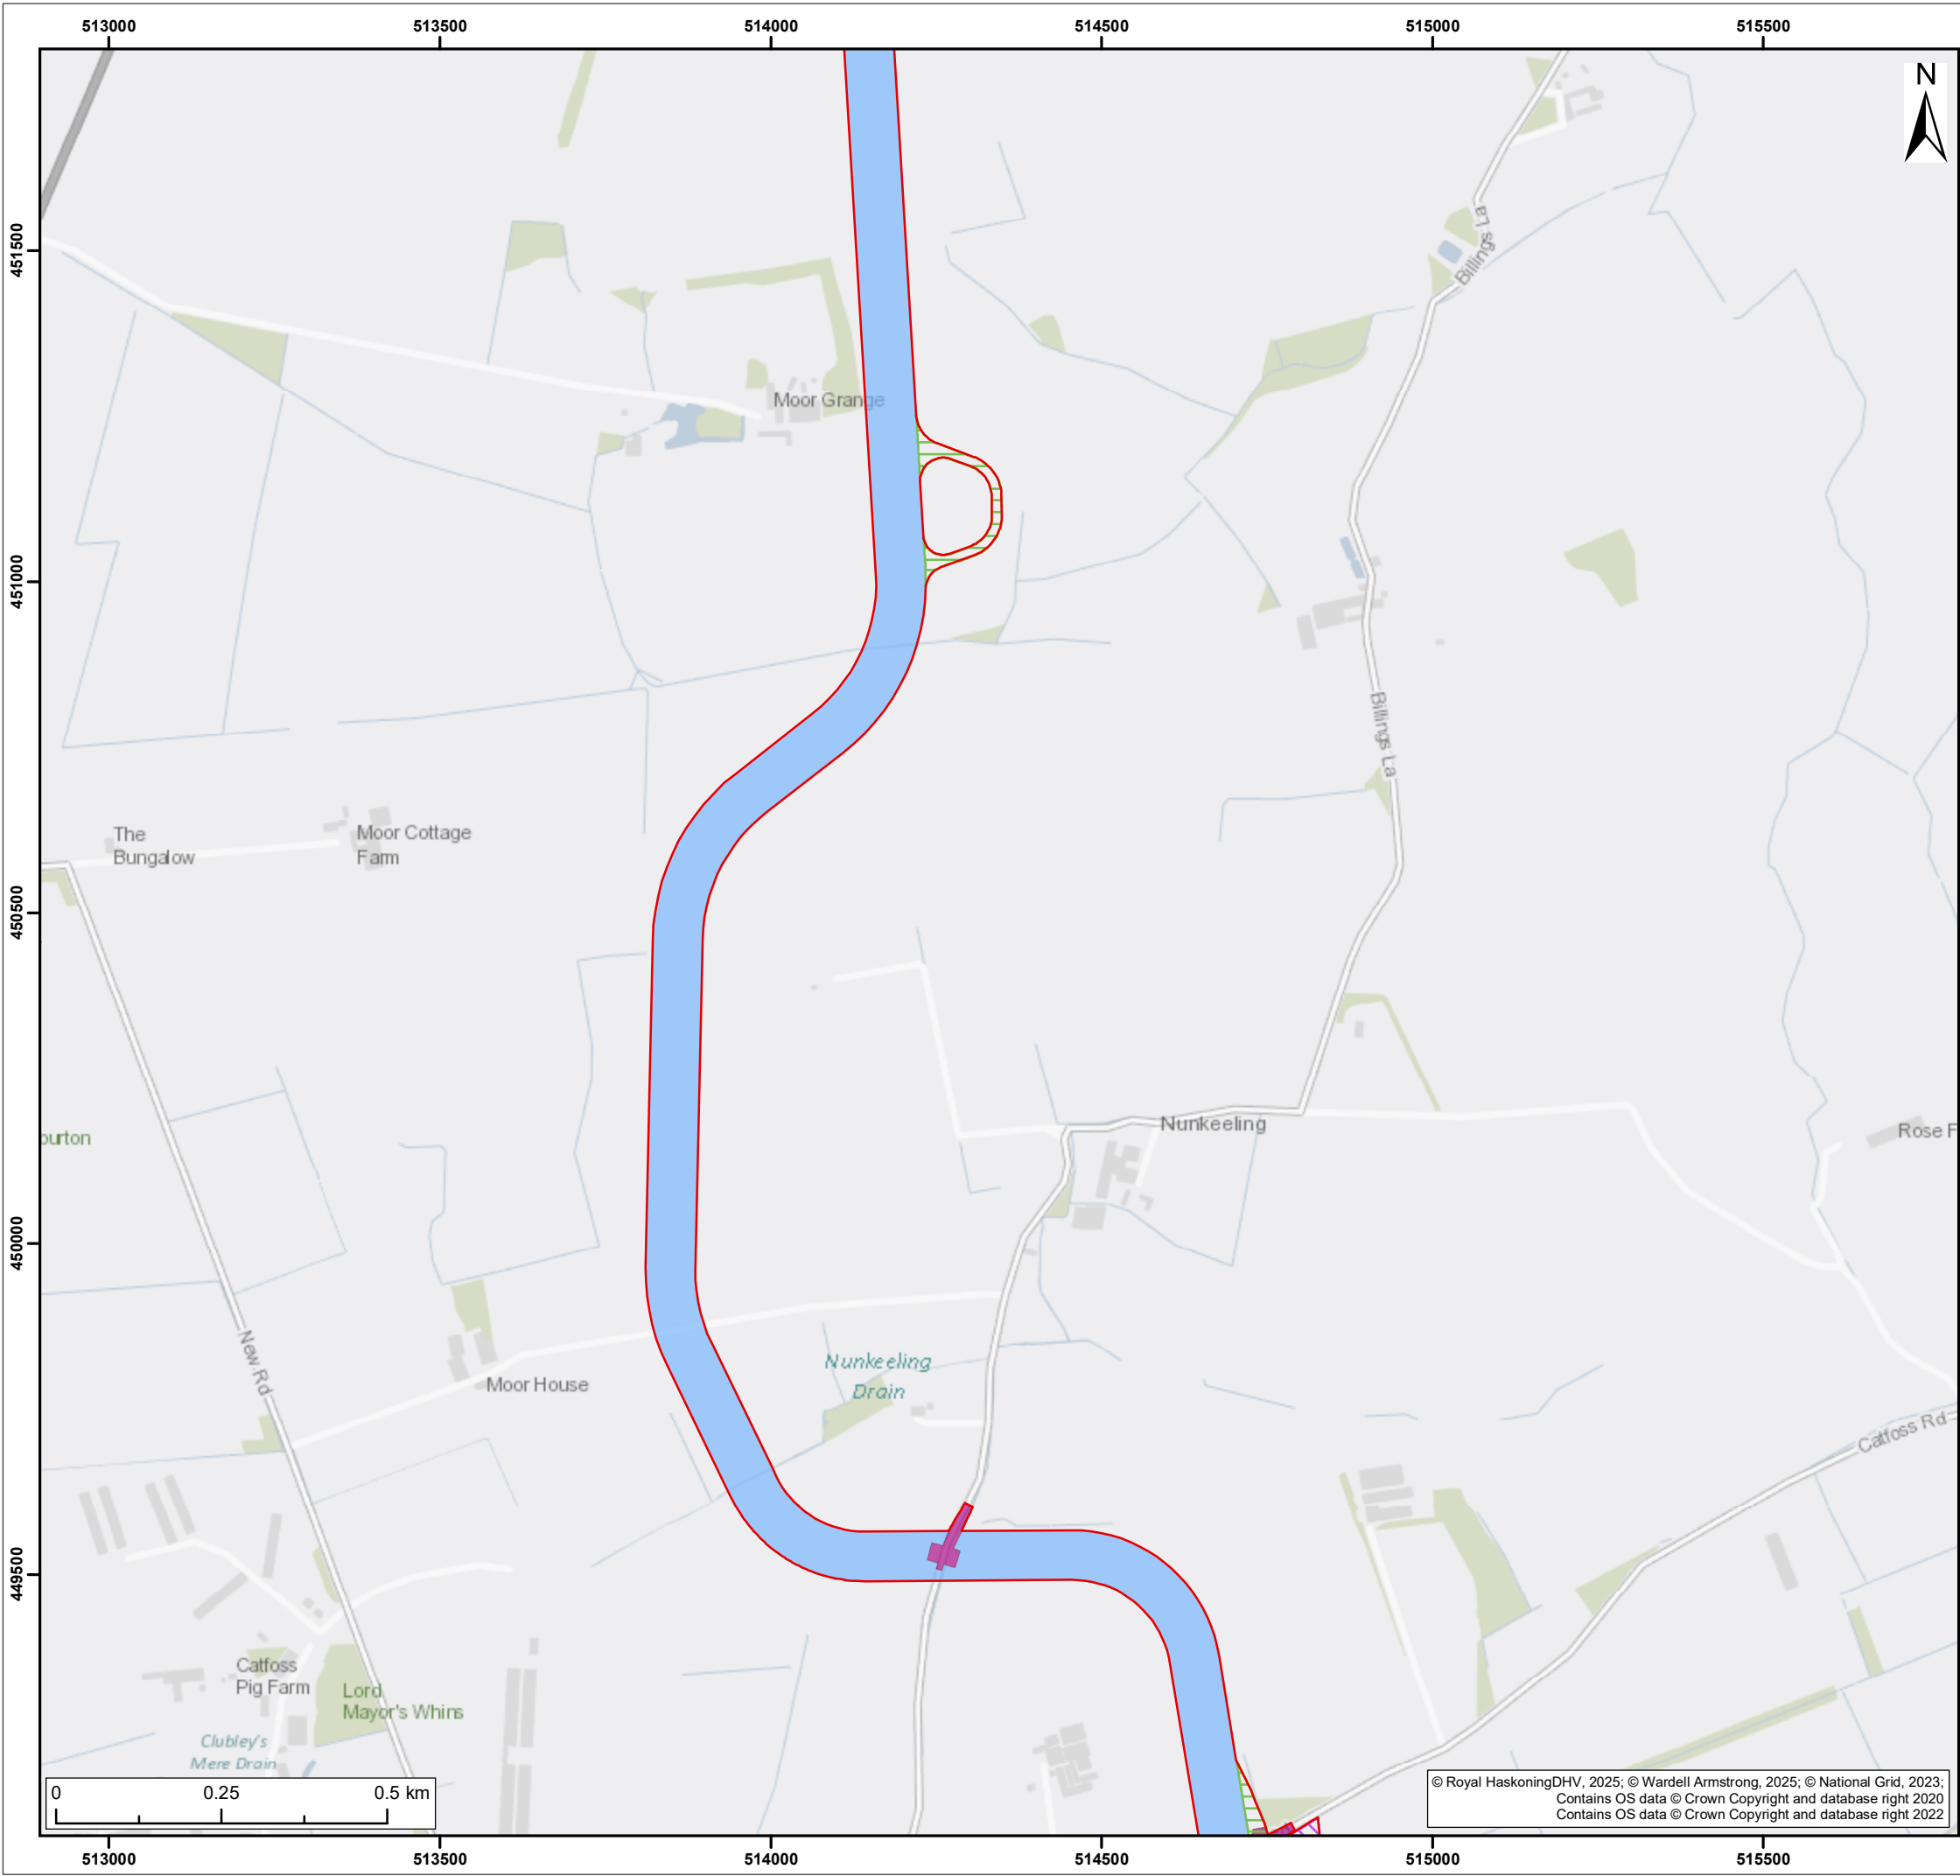 513000
513500
514000
514500
515000
515500
N
451500
451000
450500
450000
449500
Billings La
Moor Grange
Billings La
The
Bungalow
Moor Cottage
Farm
Nunkeeling
ourton
Rose F
New Rd
Moor House
Nunkeeling
Drain
Catfoss Rd
Catfoss
Pig Farm
Lord
Mayor's Whins
Clubley's
Mere Drain
0 0.25 0.5 km
© Royal HaskoningDHV, 2025; © Wardell Armstrong, 2025; © National Grid, 2023;
Contains OS data © Crown Copyright and database right 2020
Contains OS data © Crown Copyright and database right 2022
513000
513500
514000
514500
515000
515500